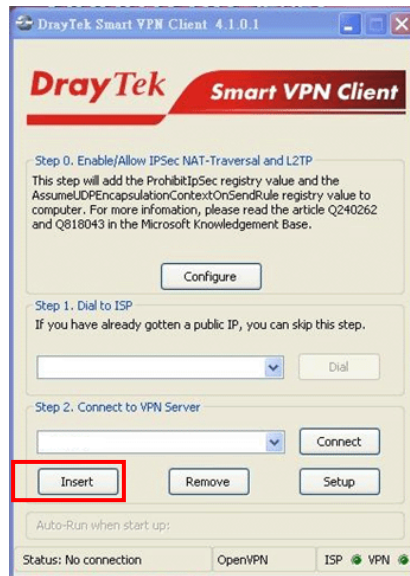 DrayTek Smart VPN Client 4.1.0.1
DrayTek Smart VPN Client
Step 0. Enable/Allow IPSec NAT-Traversal and L2TP
This step will add the ProhibitIpSec registry value and the
AssumeUDPEncapsulationContextOnSendRule registry value to
computer. For more infomation, please read the article Q240262
and Q818043 in the Microsoft Knowledgement Base.
Configure
Step 1. Dial to ISP
If you have already gotten a public IP, you can skip this step.
Dial
Step 2. Connect to VPN Server
Connect
Insert Remove Setup
Auto-Run when start up:
Status: No connection OpenVPN ISP VPN